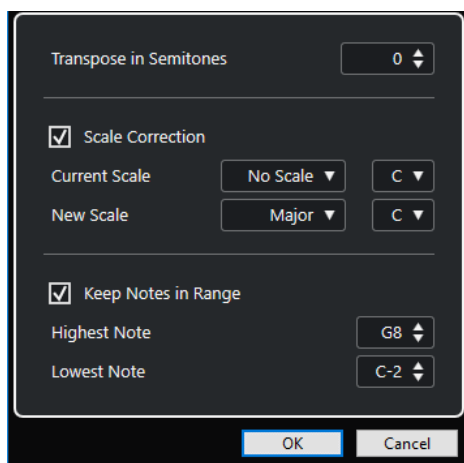 Transpose in Semitones 0
Scale Correction
Current Scale No Scale C
New Scale Major C
Keep Notes in Range
Highest Note G8
Lowest Note C-2
OK Cancel